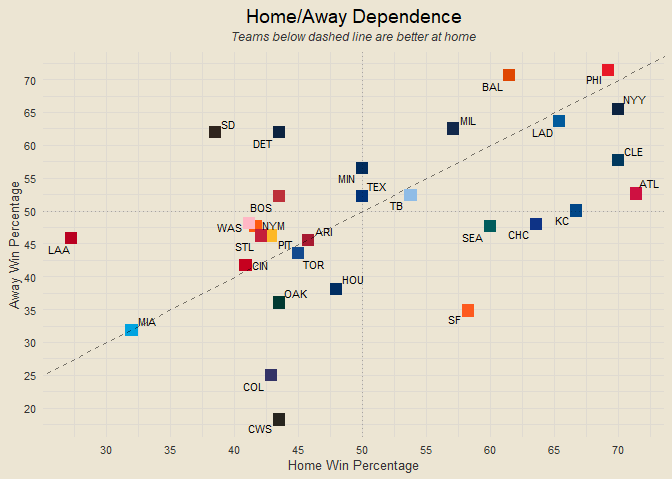 Home/Away Dependence
Teams below dashed line are better at home
Away Win Percentage
70
65
60
55
50
45
40
35
30
25
20
BAL
PHI
NYY
SD
DET
MIL
LAD
MIN
TEX
CLE
BOS
TB
ATL
WAS
NYM
KC
LAA
STL
PIT
ARI
SEA
CHC
CIN
TOR
OAK
HOU
SF
MIA
COL
CWS
30 35 40 45 50 55 60 65 70
Home Win Percentage